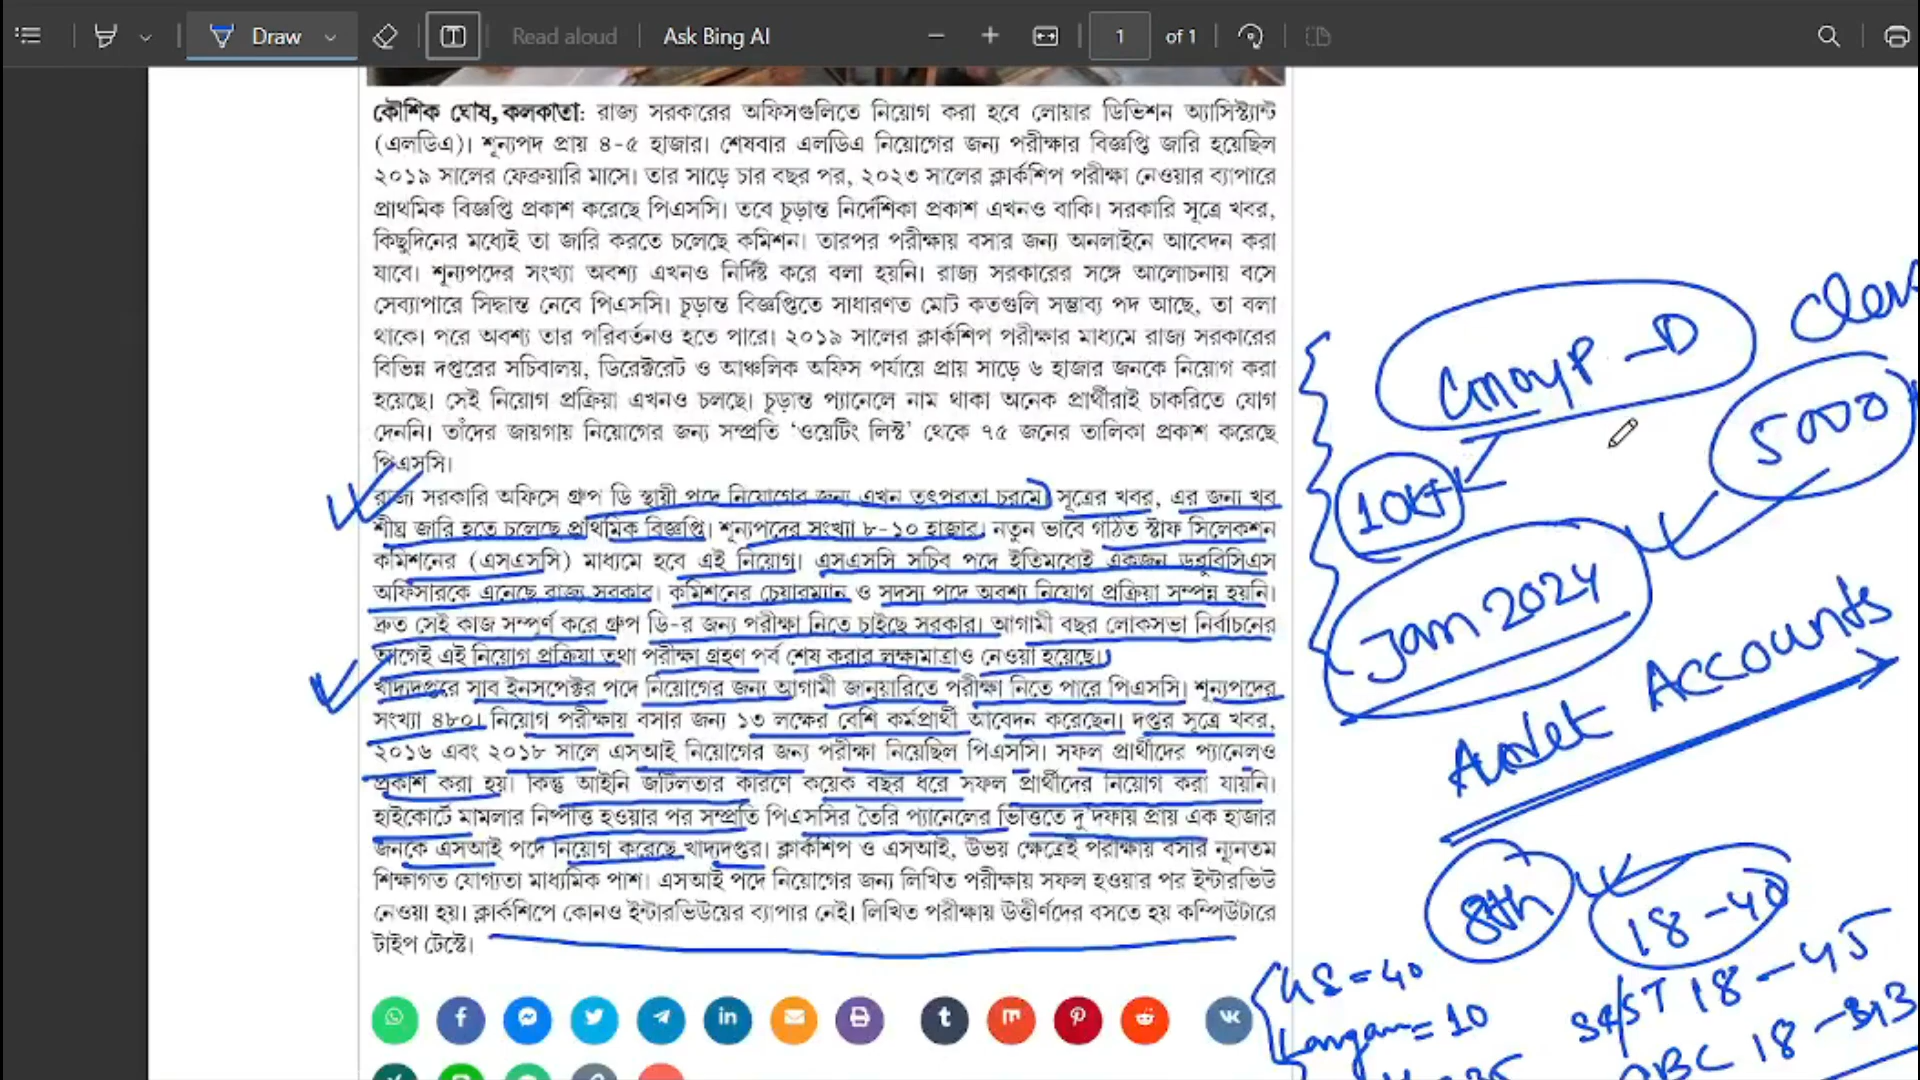 Draw
Read aloud
Ask Bing AI
1
of 1
কৌশিক ঘোষ, কলকাতা: রাজ্য সরকারের অফিসগুলিতে নিয়োগ করা হবে লোয়ার ডিভিশন অ্যাসিস্ট্যান্ট
(এলডিএ)। শূন্যপদ প্রায় ৪-৫ হাজার। শেষবার এলডিএ নিয়োগের জন্য পরীক্ষার বিজ্ঞপ্তি জারি হয়েছিল
২০১৯ সালের ফেব্রুয়ারি মাসে। তার সাড়ে চার বছর পর, ২০২৩ সালের ক্লার্কশিপ পরীক্ষা নেওয়ার ব্যাপারে
প্রাথমিক বিজ্ঞপ্তি প্রকাশ করেছে পিএসসি। তবে চূড়ান্ত নির্দেশিকা প্রকাশ এখনও বাকি। সরকারি সূত্রে খবর,
কিছুদিনের মধ্যেই তা জারি করতে চলেছে কমিশন। তারপর পরীক্ষায় বসার জন্য অনলাইনে আবেদন করা
যাবে। শূন্যপদের সংখ্যা অবশ্য এখনও নির্দিষ্ট করে বলা হয়নি। রাজ্য সরকারের সঙ্গে আলোচনায় বসে
সেব্যাপারে সিদ্ধান্ত নেবে পিএসসি। চূড়ান্ত বিজ্ঞপ্তিতে সাধারণত মোট কতগুলি সম্ভাব্য পদ আছে, তা বলা
থাকে। পরে অবশ্য তার পরিবর্তনও হতে পারে। ২০১৯ সালের ক্লার্কশিপ পরীক্ষার মাধ্যমে রাজ্য সরকারের
বিভিন্ন দপ্তরের সচিবালয়, ডিরেক্টরেট ও আঞ্চলিক অফিস পর্যায়ে প্রায় সাড়ে ৬ হাজার জনকে নিয়োগ করা
হয়েছে। সেই নিয়োগ প্রক্রিয়া এখনও চলছে। চূড়ান্ত প্যানেলে নাম থাকা অনেক প্রার্থীরাই চাকরিতে যোগ
দেননি। তাঁদের জায়গায় নিয়োগের জন্য সম্প্রতি ‘ওয়েটিং লিস্ট’ থেকে ৭৫ জনের তালিকা প্রকাশ করেছে
পিএসসি।
রাজ্য সরকারি অফিসে গ্রুপ ডি স্থায়ী পদে নিয়োগের জন্য এখন তৎপরতা চরমে। সূত্রের খবর, এর জন্য খুব
শীঘ্র জারি হতে চলেছে প্রাথমিক বিজ্ঞপ্তি। শূন্যপদের সংখ্যা ৮-১০ হাজার। নতুন ভাবে গঠিত স্টাফ সিলেকশন
কমিশনের (এসএসসি) মাধ্যমে হবে এই নিয়োগ। এসএসসি সচিব পদে ইতিমধ্যেই একজন ডব্লুবিসিএস
অফিসারকে এনেছে রাজ্য সরকার। কমিশনের চেয়ারম্যান ও সদস্য পদে অবশ্য নিয়োগ প্রক্রিয়া সম্পন্ন হয়নি।
দ্রুত সেই কাজ সম্পূর্ণ করে গ্রুপ ডি-র জন্য পরীক্ষা নিতে চাইছে সরকার। আগামী বছর লোকসভা নির্বাচনের
আগেই এই নিয়োগ প্রক্রিয়া তথা পরীক্ষা গ্রহণ পর্ব শেষ করার লক্ষ্যমাত্রাও নেওয়া হয়েছে।
খাদ্যদপ্তরে সাব ইনসপেক্টর পদে নিয়োগের জন্য আগামী জানুয়ারিতে পরীক্ষা নিতে পারে পিএসসি। শূন্যপদের
সংখ্যা ৪৮০। নিয়োগ পরীক্ষায় বসার জন্য ১৩ লক্ষের বেশি কর্মপ্রার্থী আবেদন করেছেন। দপ্তর সূত্রে খবর,
২০১৬ এবং ২০১৮ সালে এসআই নিয়োগের জন্য পরীক্ষা নিয়েছিল পিএসসি। সফল প্রার্থীদের প্যানেলও
প্রকাশ করা হয়। কিন্তু আইনি জটিলতার কারণে কয়েক বছর ধরে সফল প্রার্থীদের নিয়োগ করা যায়নি।
হাইকোর্টে মামলার নিষ্পত্তি হওয়ার পর সম্প্রতি পিএসসির তৈরি প্যানেলের ভিত্তিতে দু’দফায় প্রায় এক হাজার
জনকে এসআই পদে নিয়োগ করেছে খাদ্যদপ্তর। ক্লার্কশিপ ও এসআই, উভয় ক্ষেত্রেই পরীক্ষায় বসার ন্যূনতম
শিক্ষাগত যোগ্যতা মাধ্যমিক পাশ। এসআই পদে নিয়োগের জন্য লিখিত পরীক্ষায় সফল হওয়ার পর ইন্টারভিউ
নেওয়া হয়। ক্লার্কশিপে কোনও ইন্টারভিউয়ের ব্যাপার নেই। লিখিত পরীক্ষায় উত্তীর্ণদের বসতে হয় কম্পিউটারে
টাইপ টেস্টে।
Group-D
5000
Jan 2024
Accounts
8th
18-40
GS = 40
= 10
SC/ST 18-45
OBC 18-